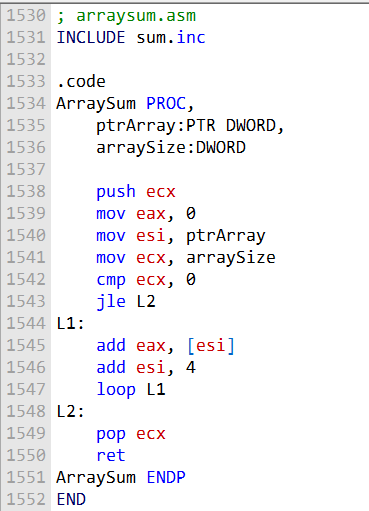 1530 ; arraysum.asm
1531 INCLUDE sum.inc
1532
1533 .code
1534 ArraySum PROC,
1535     ptrArray:PTR DWORD,
1536     arraySize:DWORD
1537
1538     push ecx
1539     mov eax, 0
1540     mov esi, ptrArray
1541     mov ecx, arraySize
1542     cmp ecx, 0
1543     jle L2
1544 L1:
1545     add eax, [esi]
1546     add esi, 4
1547     loop L1
1548 L2:
1549     pop ecx
1550     ret
1551 ArraySum ENDP
1552 END